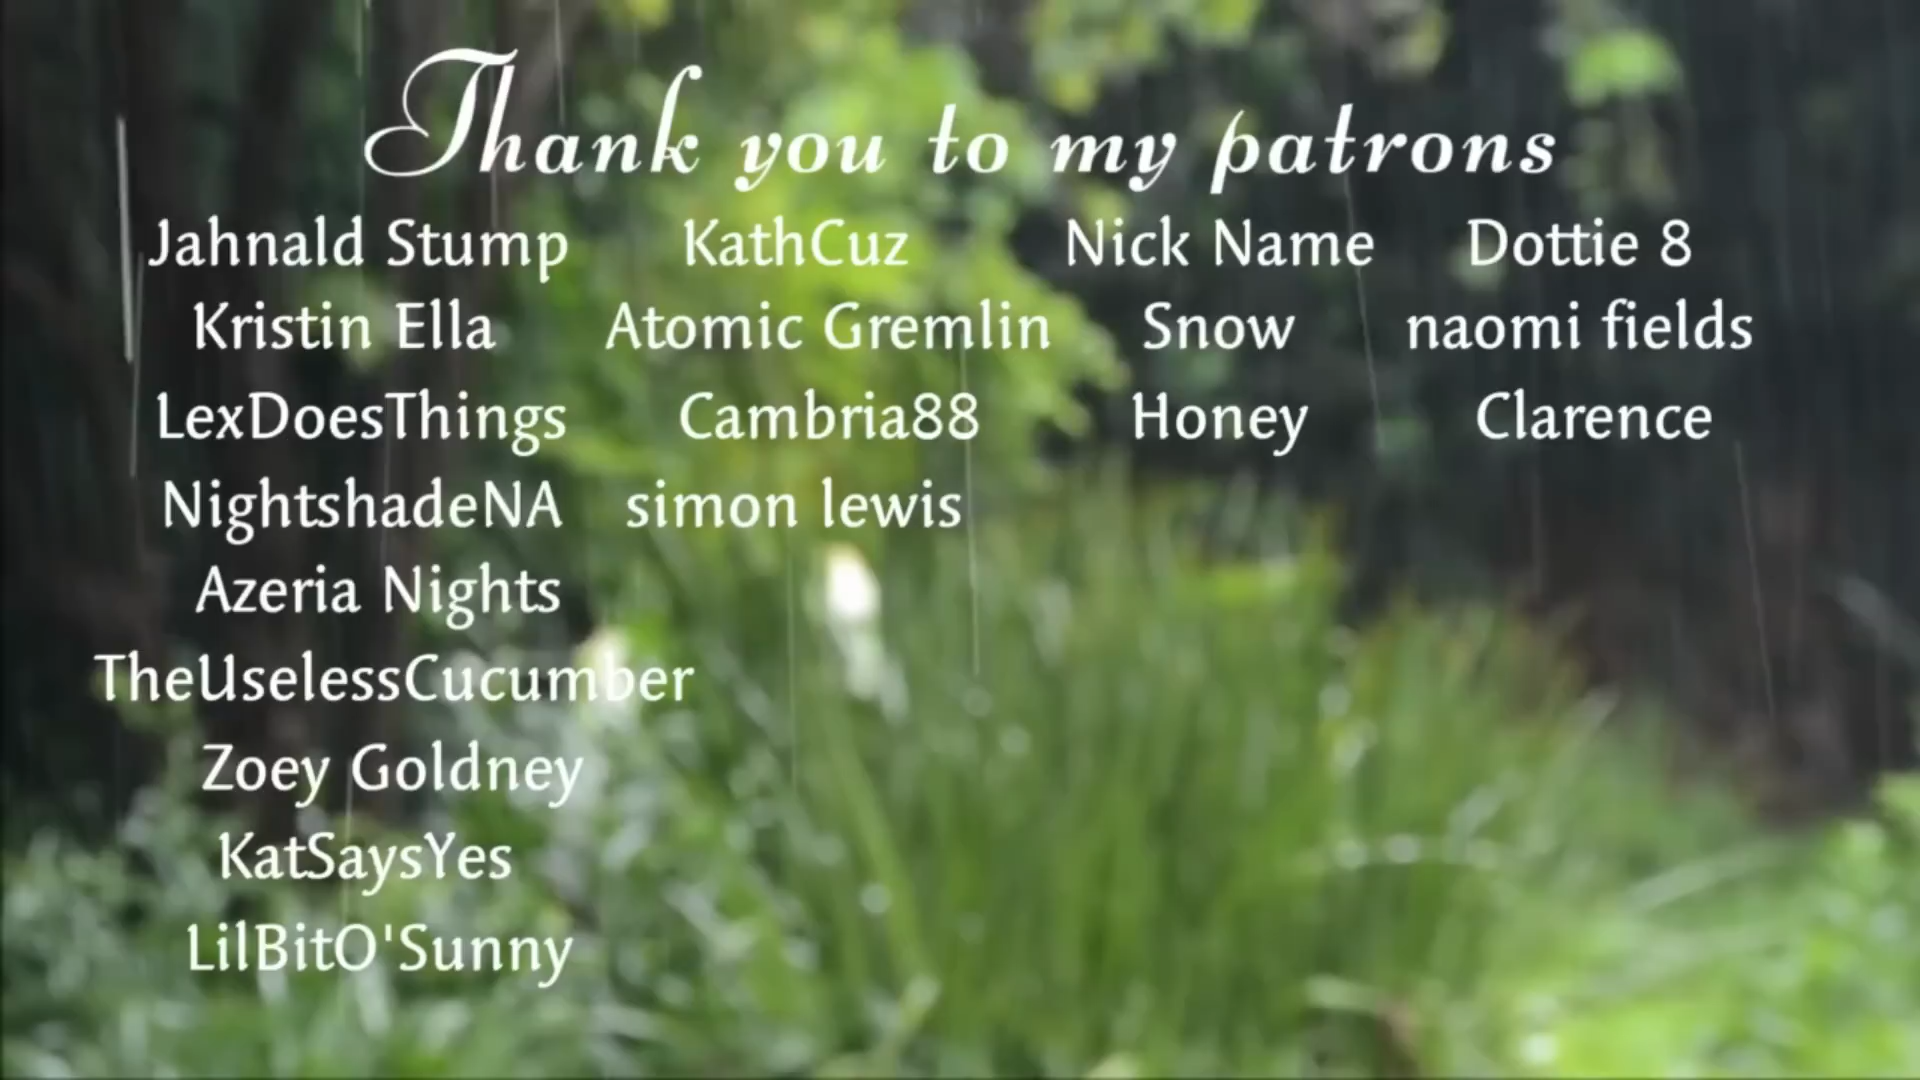 Thank you to my patrons
Jahnald Stump KathCuz Nick Name Dottie 8
Kristin Ella Atomic Gremlin Snow naomi fields
LexDoesThings Cambria88 Honey Clarence
NightshadeNA simon lewis
Azeria Nights
TheUselessCucumber
Zoey Goldney
KatSaysYes
LilBitO'Sunny